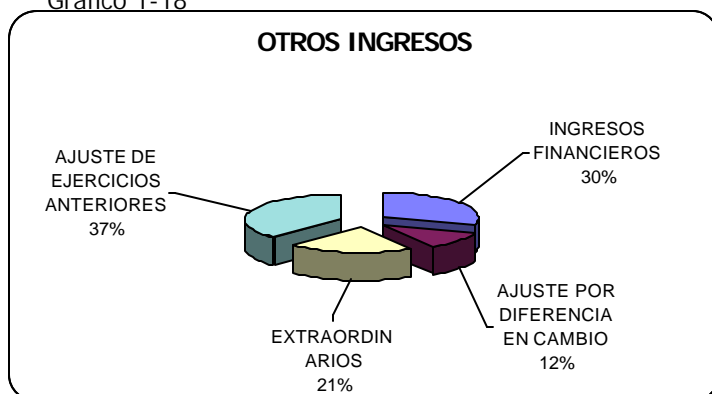 Gráfico 1-18
OTROS INGRESOS
INGRESOS
FINANCIEROS
30%
AJUSTE DE
EJERCICIOS
ANTERIORES
37%
AJUSTE POR
DIFERENCIA
EN CAMBIO
12%
EXTRAORDIN
ARIOS
21%